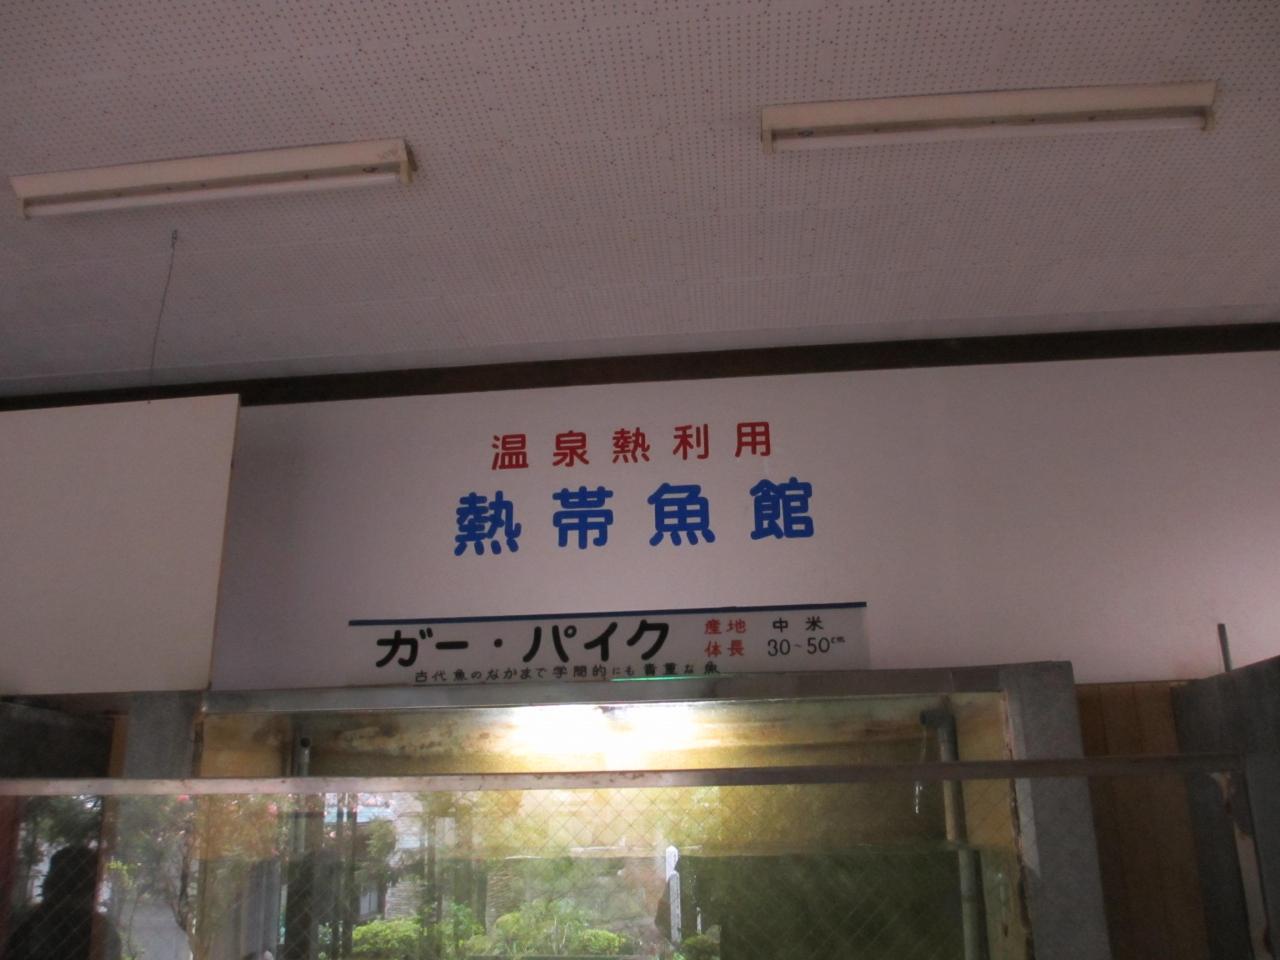 温泉熱利用
熱帯魚館
ガー・パイク 産地 中米
体長 30~50cm
古代魚のなかまで学問的にも貴重な魚